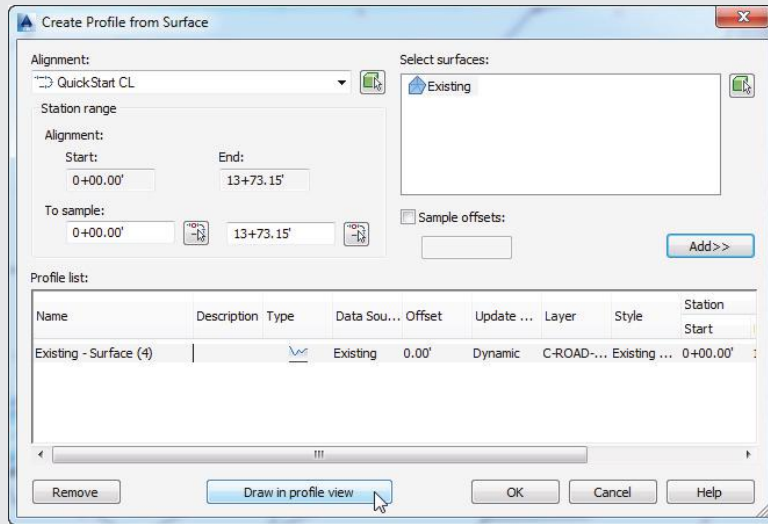 Create Profile from Surface
Alignment:
QuickStart CL
Select surfaces:
Existing
Station range
Alignment:
Start: End:
0+00.00' 13+73.15'
To sample:
0+00.00' 13+73.15'
Sample offsets:
Add>>
Profile list:
Name Description Type Data Sou... Offset Update ... Layer Style Station
Start
Existing - Surface (4) Existing 0.00' Dynamic C-ROAD-... Existing ... 0+00.00'
Remove Draw in profile view OK Cancel Help